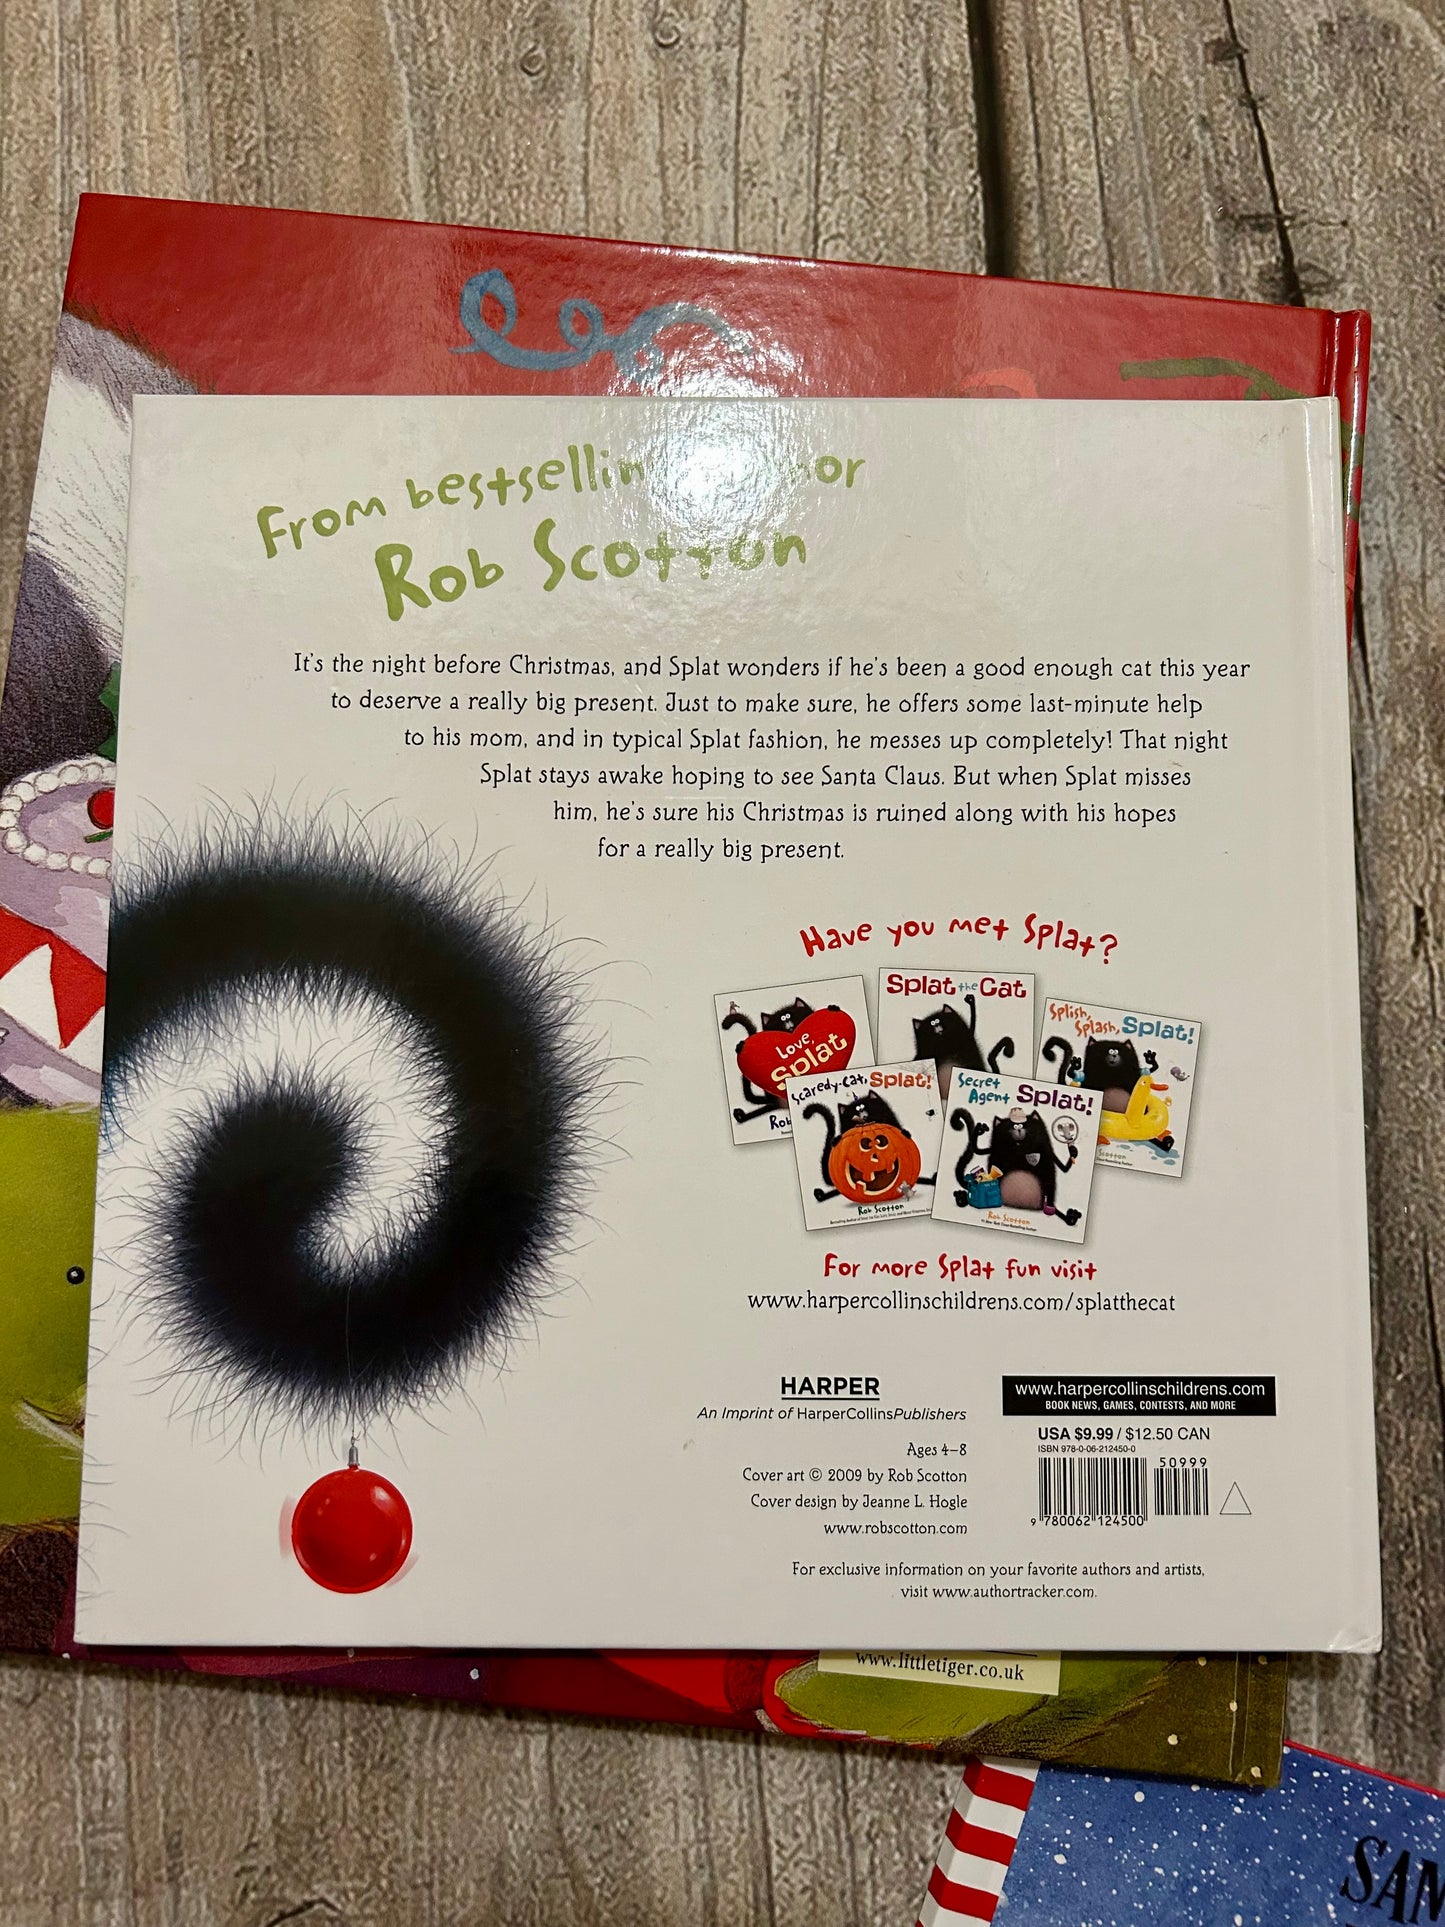 From bestsellin
Rob Scotton
It's the night before Christmas, and Splat wonders if he's been a good enough cat this year
to deserve a really big present. Just to make sure, he offers some last-minute help
to his mom, and in typical Splat fashion, he messes up completely! That night
Splat stays awake hoping to see Santa Claus. But when Splat misses
him, he's sure his Christmas is ruined along with his hopes
for a really big present.
Have you met Splat?
Love, Splat
Splat the Cat
Splish, Splash, Splat!
Scaredy-Cat, Splat!
Rob Scotton
Secret Agent Splat!
Rob Scotton
Scotton
For more Splat fun visit
www.harpercollinschildrens.com/splatthecat
HARPER
An Imprint of HarperCollinsPublishers
Ages 4–8
Cover art © 2009 by Rob Scotton
Cover design by Jeanne L. Hogle
www.robscotton.com
www.harpercollinschildrens.com
BOOK NEWS, GAMES, CONTESTS, AND MORE
USA $9.99 / $12.50 CAN
ISBN 978-0-06-212450-0
50999
9 780062 124500
For exclusive information on your favorite authors and artists,
visit www.authortracker.com.
www.littletiger.co.uk
SAM